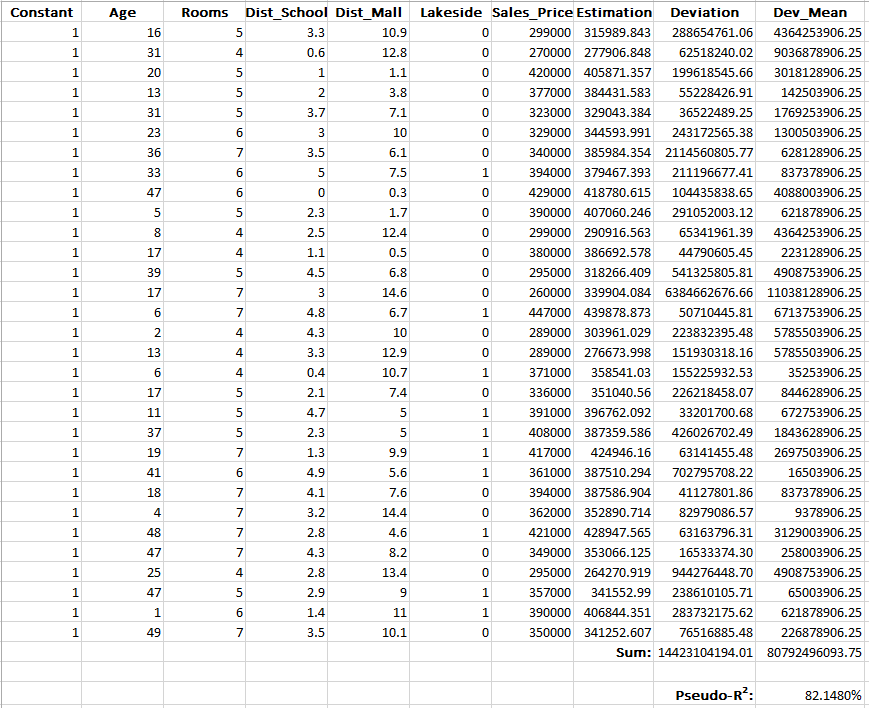 Constant Age Rooms Dist_School Dist_Mall Lakeside Sales_Price Estimation Deviation Dev_Mean
1 16 5 3.3 10.9 0 299000 315989.843 288654761.06 4364253906.25
1 31 4 0.6 12.8 0 270000 277906.848 62518240.02 9036878906.25
1 20 5 1 1.1 0 420000 405871.357 199618545.66 3018128906.25
1 13 5 2 3.8 0 377000 384431.583 55228426.91 142503906.25
1 31 5 3.7 7.1 0 323000 329043.384 36522489.25 1769253906.25
1 23 6 3 10 0 329000 344593.991 243172565.38 1300503906.25
1 36 7 3.5 6.1 0 340000 385984.354 2114560805.77 628128906.25
1 33 6 5 7.5 1 394000 379467.393 211196677.41 837378906.25
1 47 6 0 0.3 0 429000 418780.615 104435838.65 4088003906.25
1 5 5 2.3 1.7 0 390000 407060.246 291052003.12 621878906.25
1 8 4 2.5 12.4 0 299000 290916.563 65341961.39 4364253906.25
1 17 4 1.1 0.5 0 380000 386692.578 44790605.45 223128906.25
1 39 5 4.5 6.8 0 295000 318266.409 541325805.81 4908753906.25
1 17 7 3 14.6 0 260000 339904.084 6384662676.66 11038128906.25
1 6 7 4.8 6.7 1 447000 439878.873 50710445.81 6713753906.25
1 2 4 4.3 10 0 289000 303961.029 223832395.48 5785503906.25
1 13 4 3.3 12.9 0 289000 276673.998 151930318.16 5785503906.25
1 6 4 0.4 10.7 1 371000 358541.03 155225932.53 35253906.25
1 17 5 2.1 7.4 0 336000 351040.56 226218458.07 844628906.25
1 11 5 4.7 5 1 391000 396762.092 33201700.68 672753906.25
1 37 5 2.3 5 1 408000 387359.586 426026702.49 1843628906.25
1 19 7 1.3 9.9 1 417000 424946.16 63141455.48 2697503906.25
1 41 6 4.9 5.6 1 361000 387510.294 702795708.22 16503906.25
1 18 7 4.1 7.6 0 394000 387586.904 41127801.86 837378906.25
1 4 7 3.2 14.4 0 362000 352890.714 82979086.57 9378906.25
1 48 7 2.8 4.6 1 421000 428947.565 63163796.31 3129003906.25
1 47 7 4.3 8.2 0 349000 353066.125 16533374.30 258003906.25
1 25 4 2.8 13.4 0 295000 264270.919 944276448.70 4908753906.25
1 47 5 2.9 9 1 357000 341552.99 238610105.71 65003906.25
1 1 6 1.4 11 1 390000 406844.351 283732175.62 621878906.25
1 49 7 3.5 10.1 0 350000 341252.607 76516885.48 226878906.25
Sum: 14423104194.01 80792496093.75
Pseudo-R²: 82.1480%